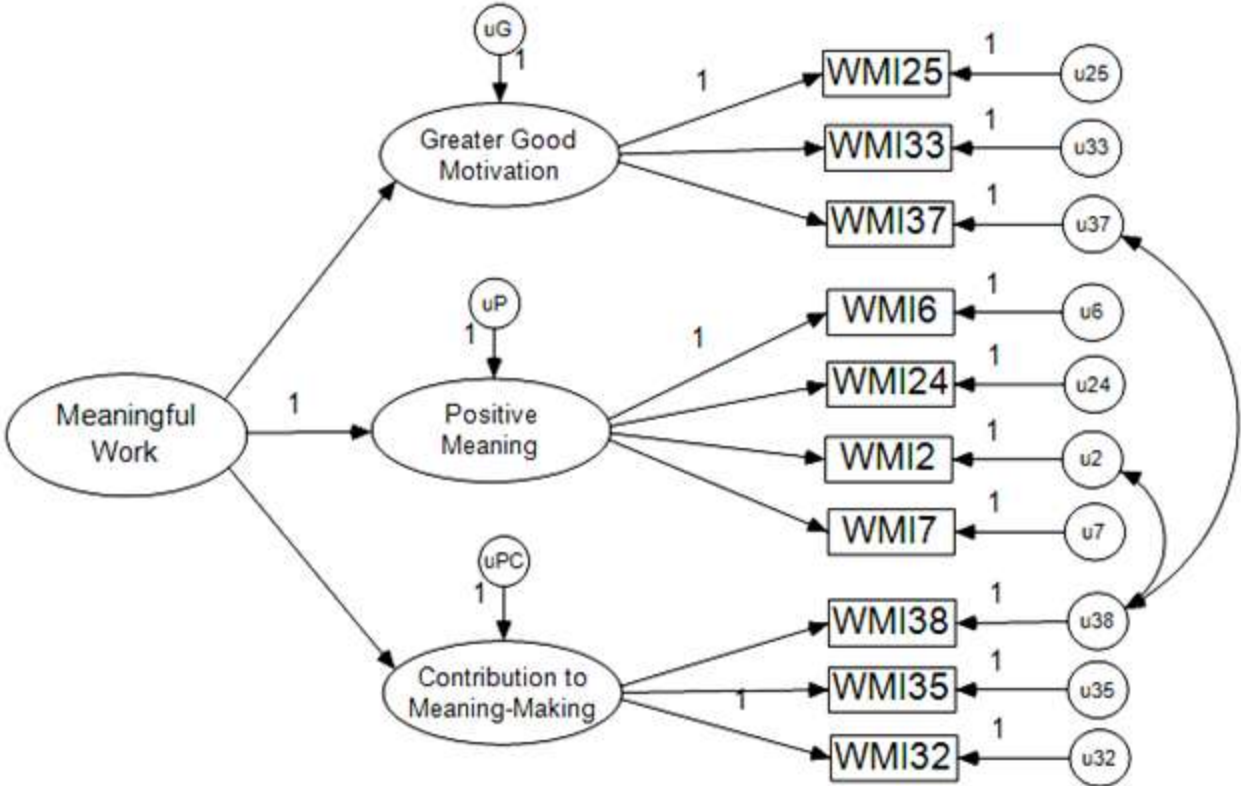 uG
1
Greater Good
Motivation
1
WMI25
1
u25
WMI33
1
u33
WMI37
1
u37
uP
1
Meaningful
Work
1
Positive
Meaning
1
WMI6
1
u6
WMI24
1
u24
WMI2
1
u2
WMI7
1
u7
uPC
1
Contribution to
Meaning-Making
WMI38
1
u38
1
WMI35
1
u35
WMI32
1
u32